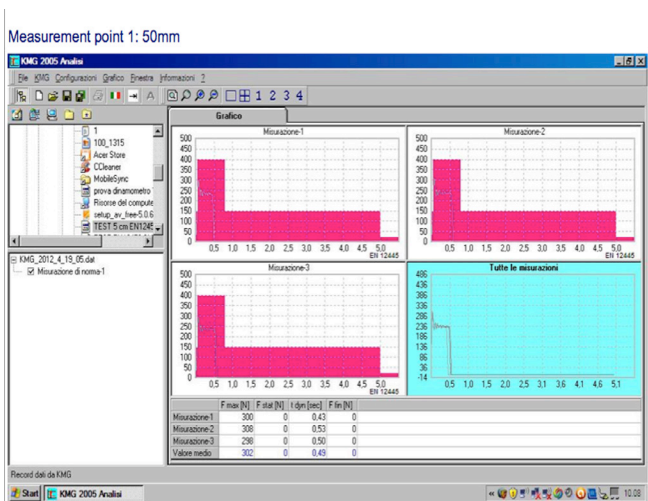 Measurement point 1: 50mm
KMG 2005 Analisi
File KMG Configurazioni Grafico Finestra Informazioni ?
A 1 2 3 4
Grafico
1
100_1315
Acer Store
CCleaner
MobileSync
prova dinamometro
Risorse del compute
setup_av_free-5.0.6
TEST 5 cm EN1245
KMG_2012_4_19_05.dat
Misurazione di norma-1
Misurazione-1
500
450
400
350
300
250
200
150
100
50
0
0,5 1,0 1,5 2,0 2,5 3,0 3,5 4,0 4,5 5,0
EN 12445
Misurazione-2
500
450
400
350
300
250
200
150
100
50
0
0,5 1,0 1,5 2,0 2,5 3,0 3,5 4,0 4,5 5,0
EN 12445
Misurazione-3
500
450
400
350
300
250
200
150
100
50
0
0,5 1,0 1,5 2,0 2,5 3,0 3,5 4,0 4,5 5,0
EN 12445
Tutte le misurazioni
486
436
386
336
286
236
186
136
86
36
-14
0,5 1,0 1,5 2,0 2,5 3,1 3,6 4,1 4,6 5,1
F max [N] F stat [N] t dyn [sec] F fin [N]
Misurazione-1 300 0 0,43 0
Misurazione-2 308 0 0,53 0
Misurazione-3 298 0 0,50 0
Valore medio 302 0 0,49 0
Record dati da KMG
Start KMG 2005 Analisi 10.08